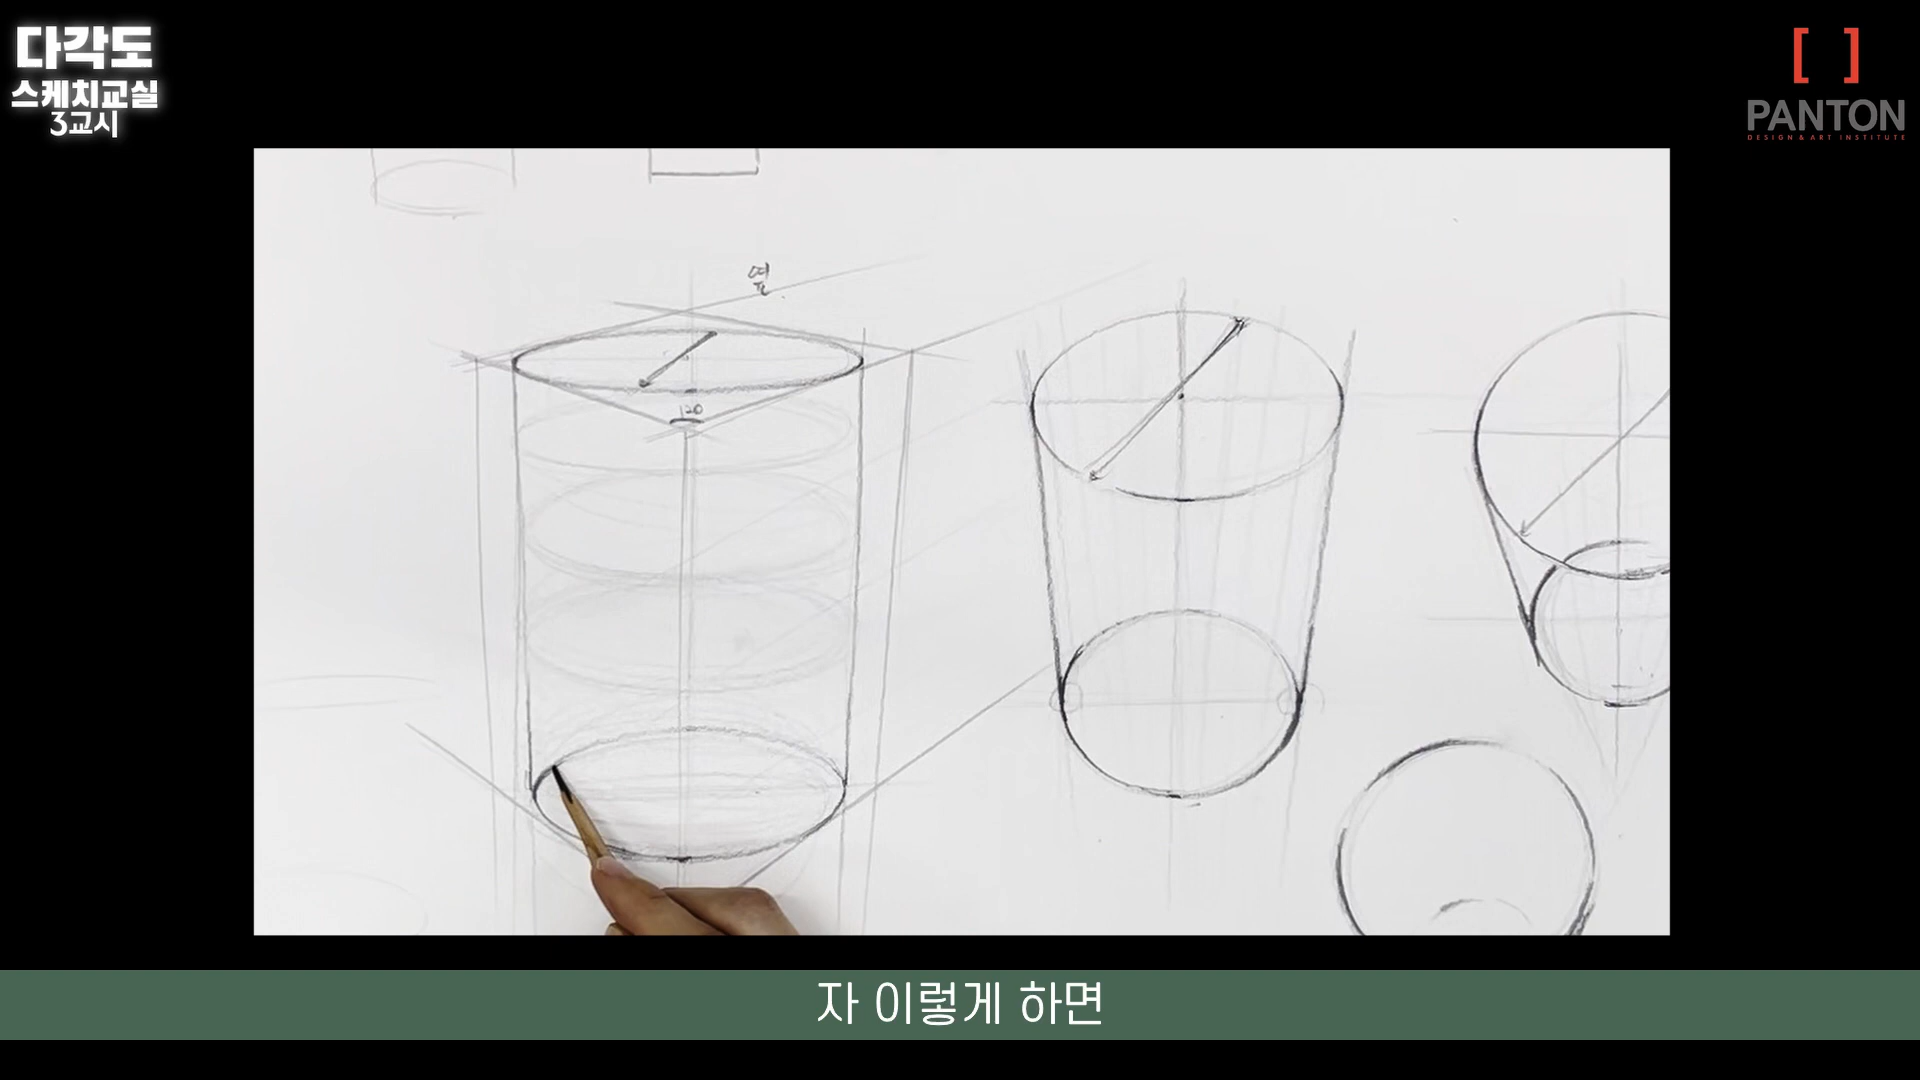 다각도
스케치교실
3교시
[ ]
PANTON
DESIGN & ART INSTITUTE
옆
120
자 이렇게 하면